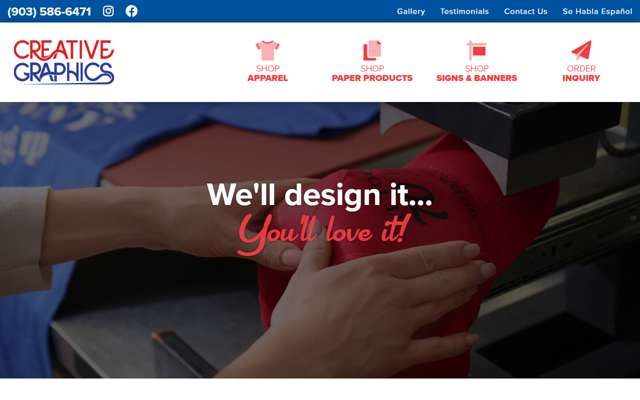 (903) 586-6471
Gallery Testimonials Contact Us Se Habla Español
CREATIVE
GRAPHICS
SHOP
APPAREL
SHOP
PAPER PRODUCTS
SHOP
SIGNS & BANNERS
ORDER
INQUIRY
We'll design it...
You'll love it!